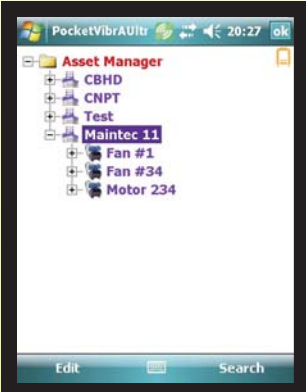 PocketVibrAUltr 20:27 ok
Asset Manager
CBHD
CNPT
Test
Maintec 11
Fan #1
Fan #34
Motor 234
Edit Search